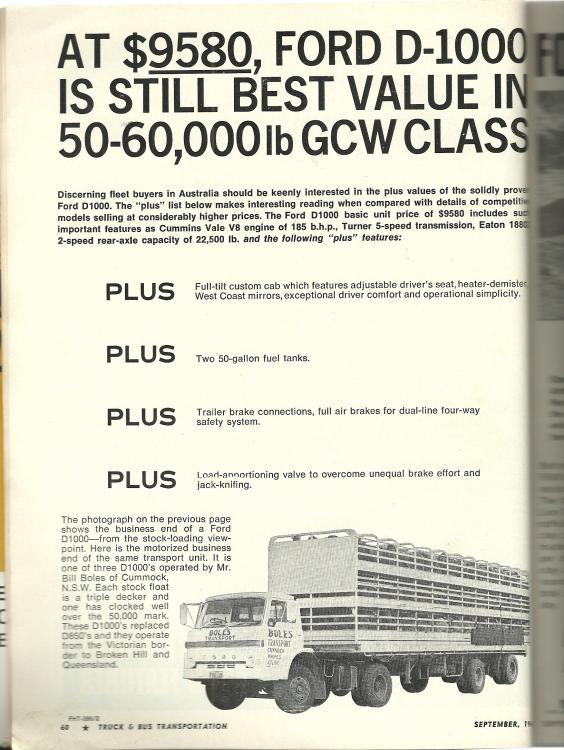 AT $9580, FORD D-1000
IS STILL BEST VALUE IN
50-60,000lb GCW CLASS
Discerning fleet buyers in Australia should be keenly interested in the plus values of the solidly
Ford D1000. The "plus" list below makes interesting reading when compared with details of
models selling at considerably higher prices. The Ford D1000 basic unit price of $9580 includes
important features as Cummins Vale V8 engine of 185 b.h.p., Turner 5-speed transmission, Eaton
2-speed rear-axle capacity of 22,500 lb. and the following "plus" features:
PLUS
Full-tilt custom cab which features adjustable driver's seat, heater-demister,
West Coast mirrors, exceptional driver comfort and operational simplicity.
PLUS
Two 50-gallon fuel tanks.
PLUS
Trailer brake connections, full air brakes for dual-line four-way
safety system.
PLUS
Load-apportioning valve to overcome unequal brake effort and
jack-knifing.
The photograph on the previous page
shows the business end of a Ford
D1000—from the stock-loading view-
point. Here is the motorized business
end of the same transport unit. It is
one of three D1000's operated by Mr.
Bill Boles of Cummock,
N.S.W. Each stock float
is a triple decker and
one has clocked well
over the 50,000 mark.
These D1000's replaced
D850's and they operate
from the Victorian bor-
der to Broken Hill and
Queensland.
BOLES
TRANSPORT
BOLES
TRANSPORT
60 ★ TRUCK & BUS TRANSPORTATION
SEPTEMBER,